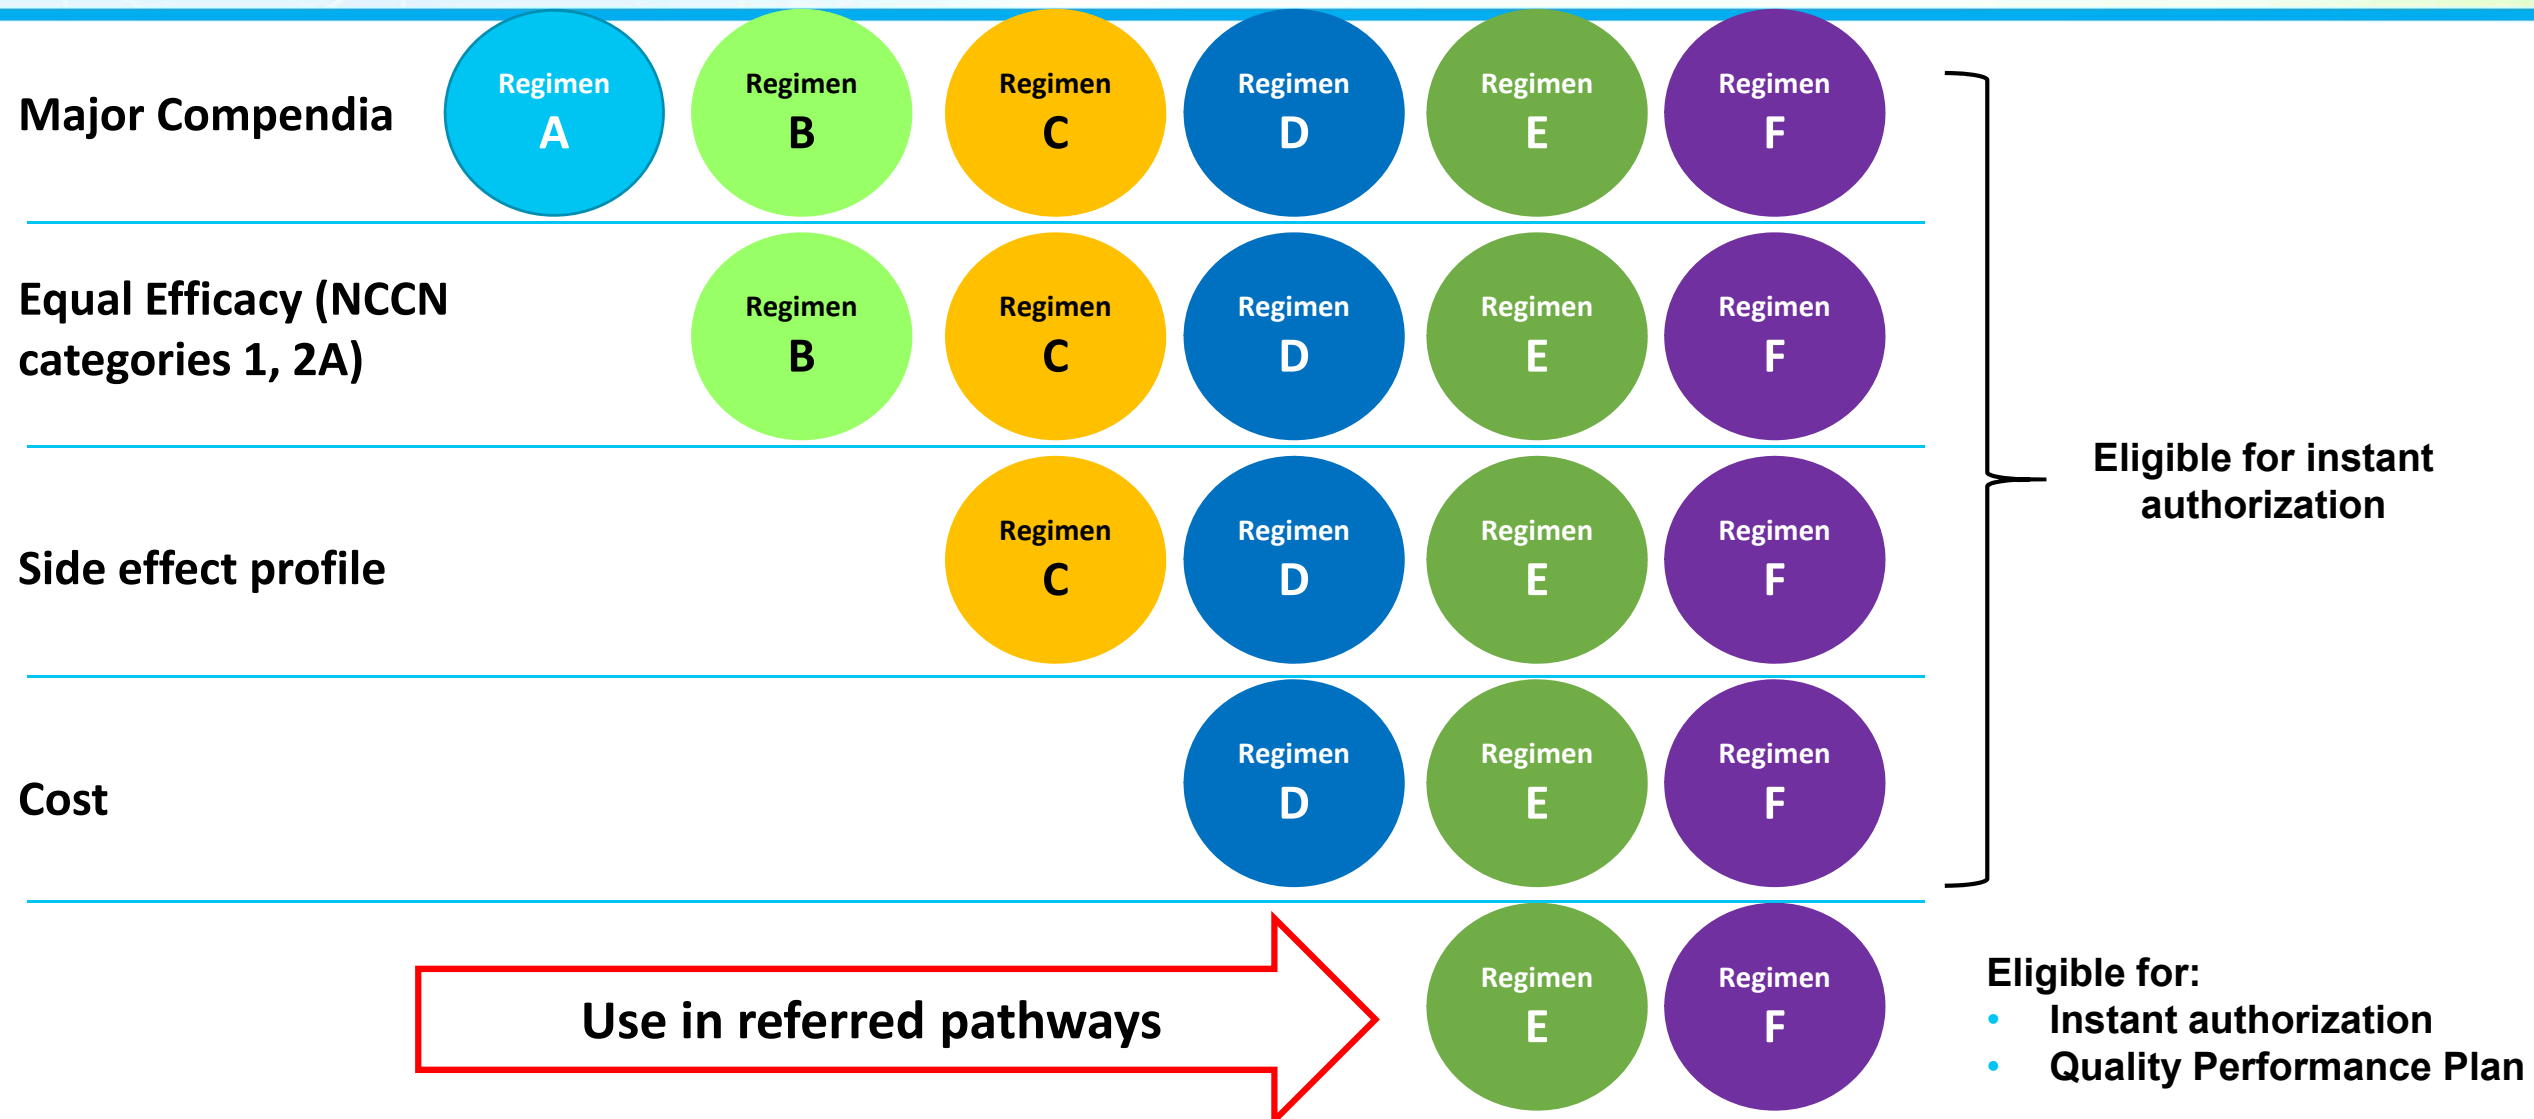 Major Compendia
Regimen
A
Regimen
B
Regimen
C
Regimen
D
Regimen
E
Regimen
F
Equal Efficacy (NCCN
categories 1, 2A)
Regimen
B
Regimen
C
Regimen
D
Regimen
E
Regimen
F
Eligible for instant
authorization
Side effect profile
Regimen
C
Regimen
D
Regimen
E
Regimen
F
Cost
Regimen
D
Regimen
E
Regimen
F
Use in referred pathways
Regimen
E
Regimen
F
Eligible for:
• Instant authorization
• Quality Performance Plan